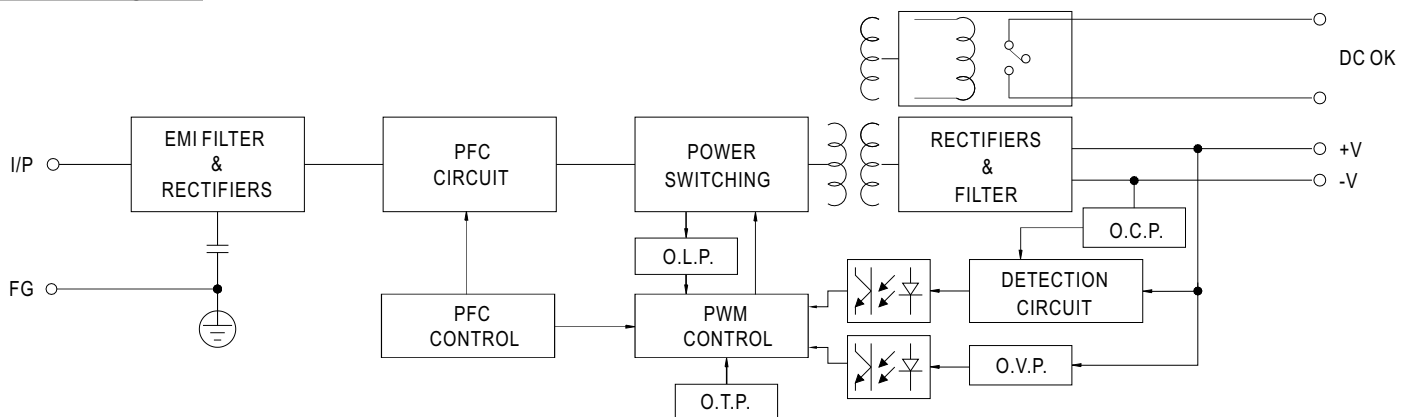 DC OK
EMI FILTER
&
RECTIFIERS
PFC
CIRCUIT
POWER
SWITCHING
RECTIFIERS
&
FILTER
I/P
+V
-V
O.C.P.
O.L.P.
DETECTION
CIRCUIT
FG
PFC
CONTROL
PWM
CONTROL
O.V.P.
O.T.P.